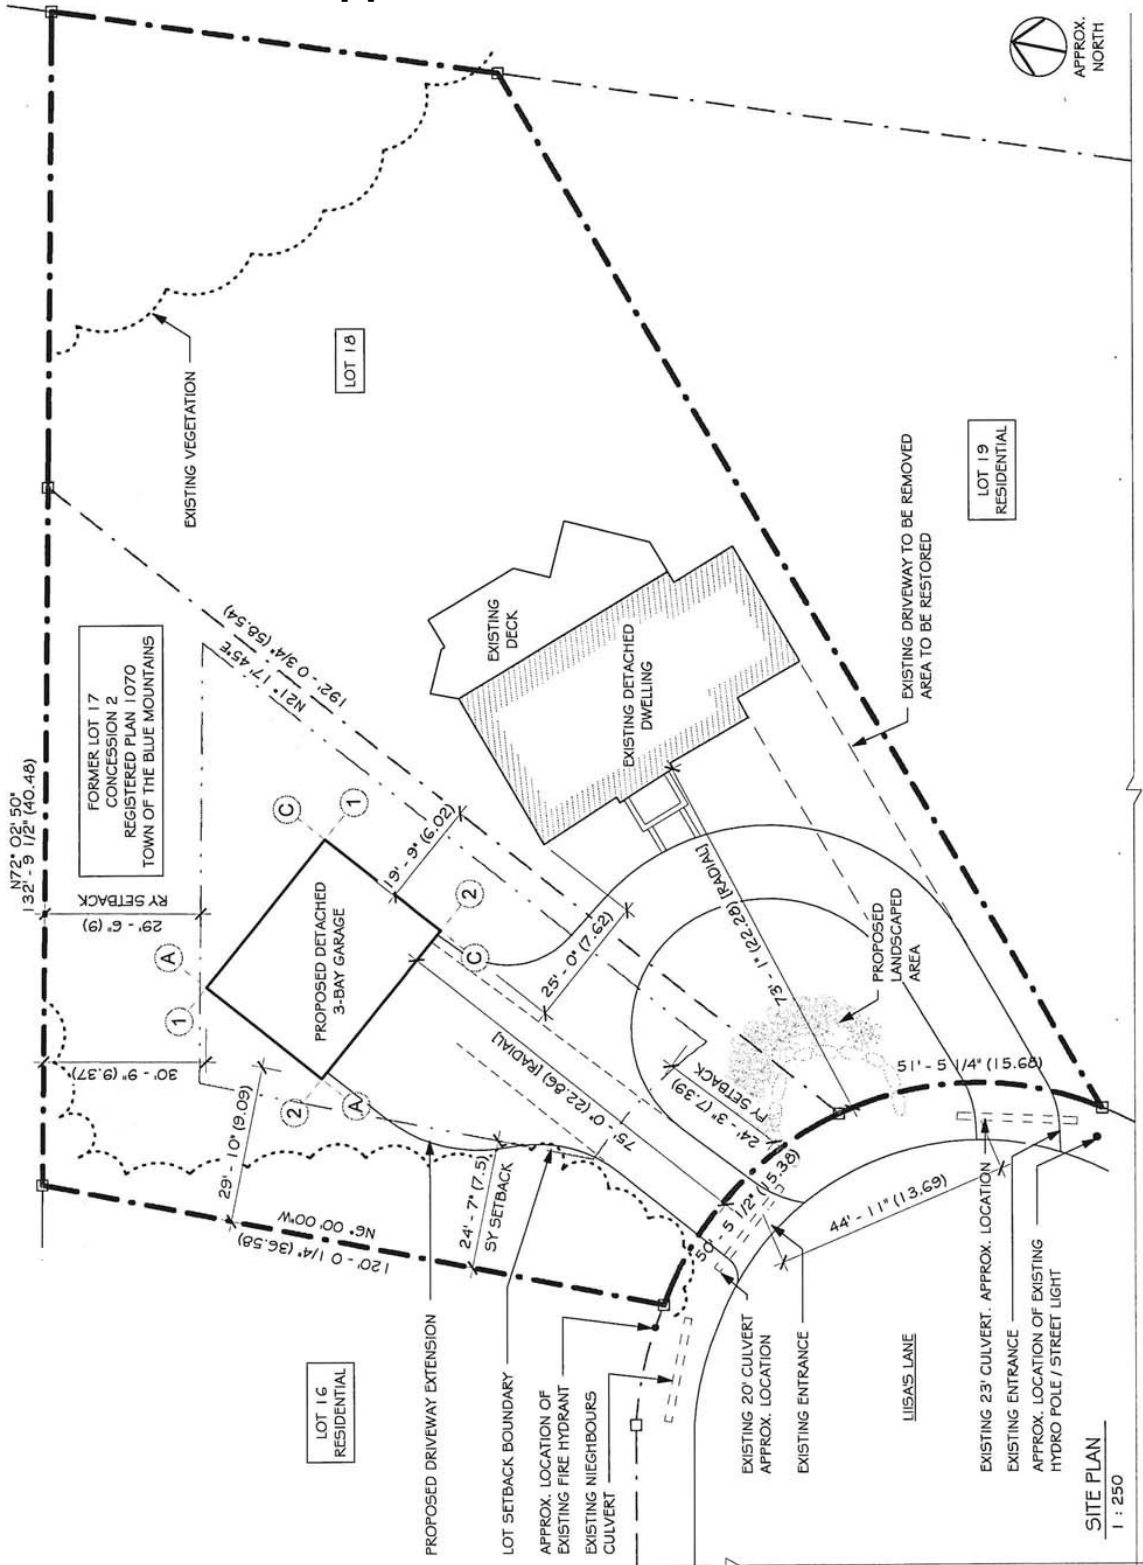 APPROX.
NORTH
N72° 02' 50"
132' - 9 1/2" (40.48)
FORMER LOT 17
CONCESSION 2
REGISTERED PLAN 1070
TOWN OF THE BLUE MOUNTAINS
EXISTING VEGETATION
LOT 18
29' - 6" (9)
RY SETBACK
30' - 9" (9.37)
N21° 17' 45"E
192' - 0 3/4" (58.54)
A
1
C
1
PROPOSED DETACHED
3-BAY GARAGE
19' - 9" (6.02)
2
C
2
A
EXISTING
DECK
EXISTING DETACHED
DWELLING
LOT 19
RESIDENTIAL
EXISTING DRIVEWAY TO BE REMOVED
AREA TO BE RESTORED
29' - 10" (9.09)
N6° 00' 00"W
120' - 0 1/4" (36.58)
24' - 7" (7.5)
SY SETBACK
75' - 0" (22.86) [RADIAL]
25' - 0" (7.62)
73' - 1" (22.28) [RADIAL]
PROPOSED
LANDSCAPED
AREA
24' - 3" (7.39)
FY SETBACK
50' - 5 1/2" (15.38)
51' - 5 1/4" (15.68)
44' - 11" (13.69)
LOT 16
RESIDENTIAL
PROPOSED DRIVEWAY EXTENSION
LOT SETBACK BOUNDARY
APPROX. LOCATION OF
EXISTING FIRE HYDRANT
EXISTING NIEGHBOURS
CULVERT
EXISTING 20' CULVERT
APPROX. LOCATION
EXISTING ENTRANCE
LIISA'S LANE
EXISTING 23' CULVERT. APPROX. LOCATION
EXISTING ENTRANCE
APPROX. LOCATION OF EXISTING
HYDRO POLE / STREET LIGHT
SITE PLAN
1 : 250